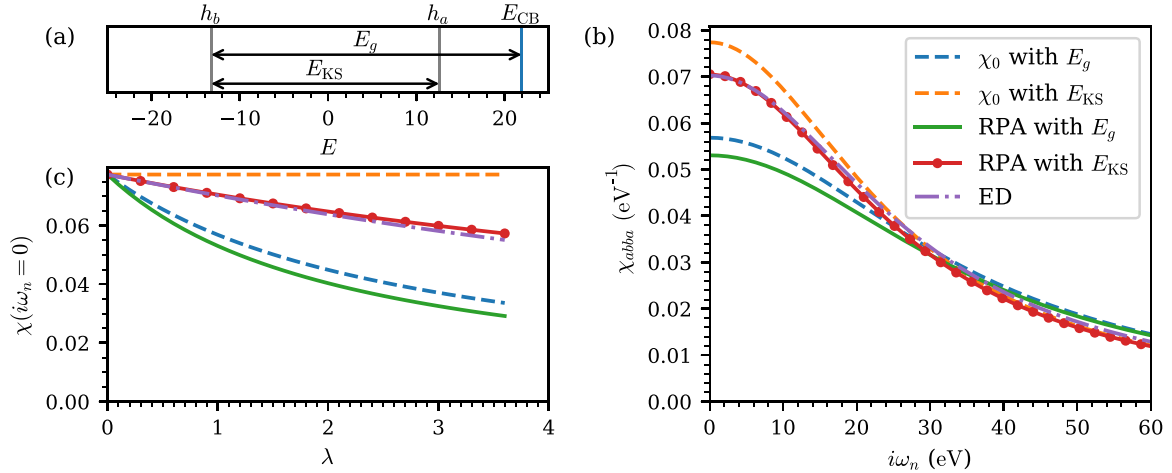 (a)
h_b h_a E_CB
E_g
E_KS
−20 −10 0 10 20
E
(c)
0.06
0.04
0.02
0.00
χ(iω_n = 0)
0 1 2 3 4
λ
(b)
0.08
0.07
0.06
0.05
0.04
0.03
0.02
0.01
0.00
χ_abba (eV^-1)
χ_0 with E_g
χ_0 with E_KS
RPA with E_g
RPA with E_KS
ED
0 10 20 30 40 50 60
iω_n (eV)